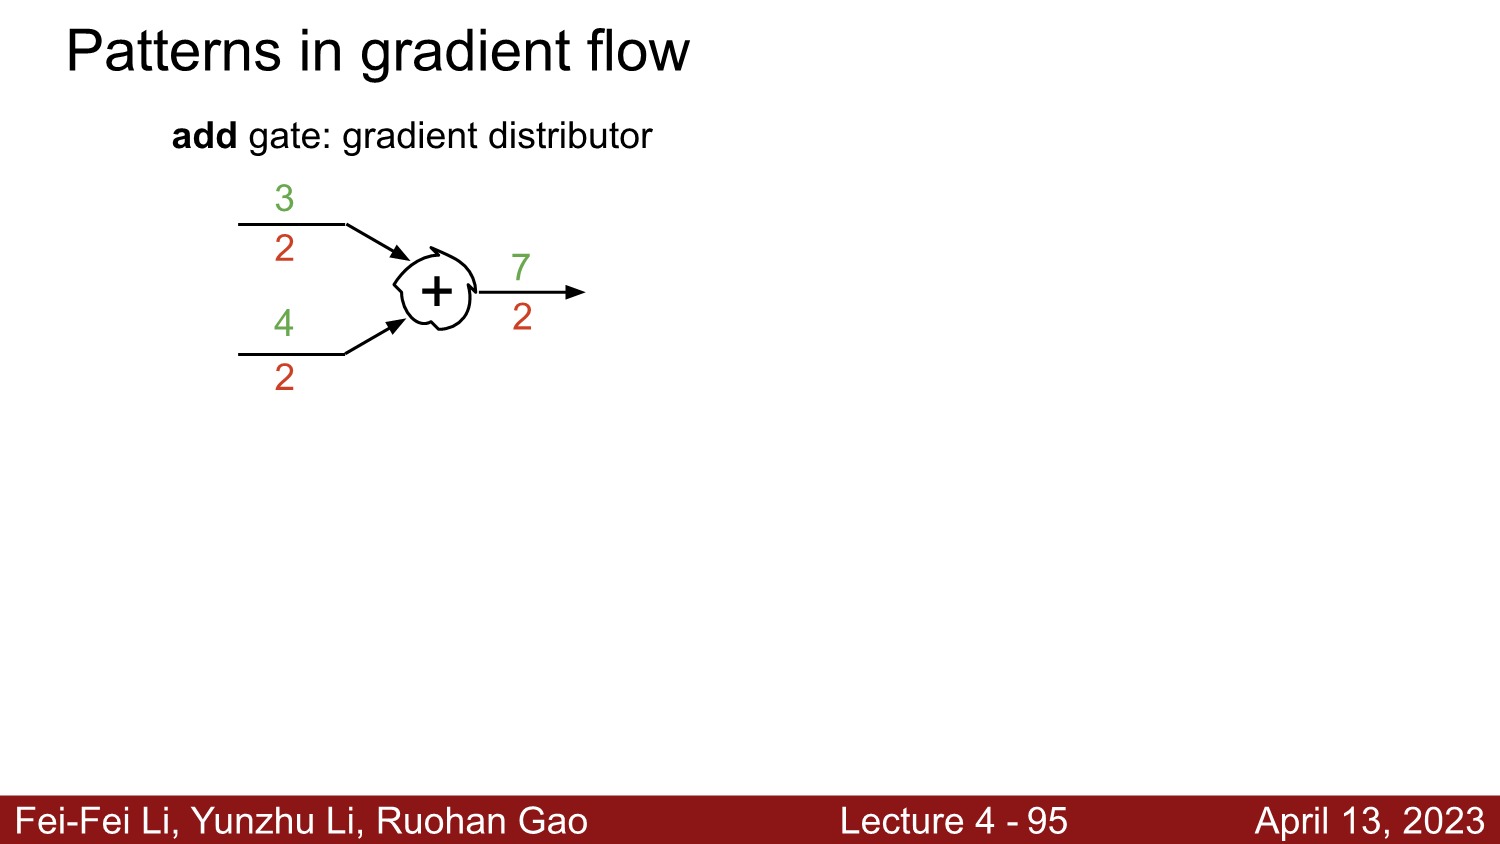 Patterns in gradient flow
add gate: gradient distributor
3
2
4
2
+
7
2
Fei-Fei Li, Yunzhu Li, Ruohan Gao
Lecture 4 - 95
April 13, 2023